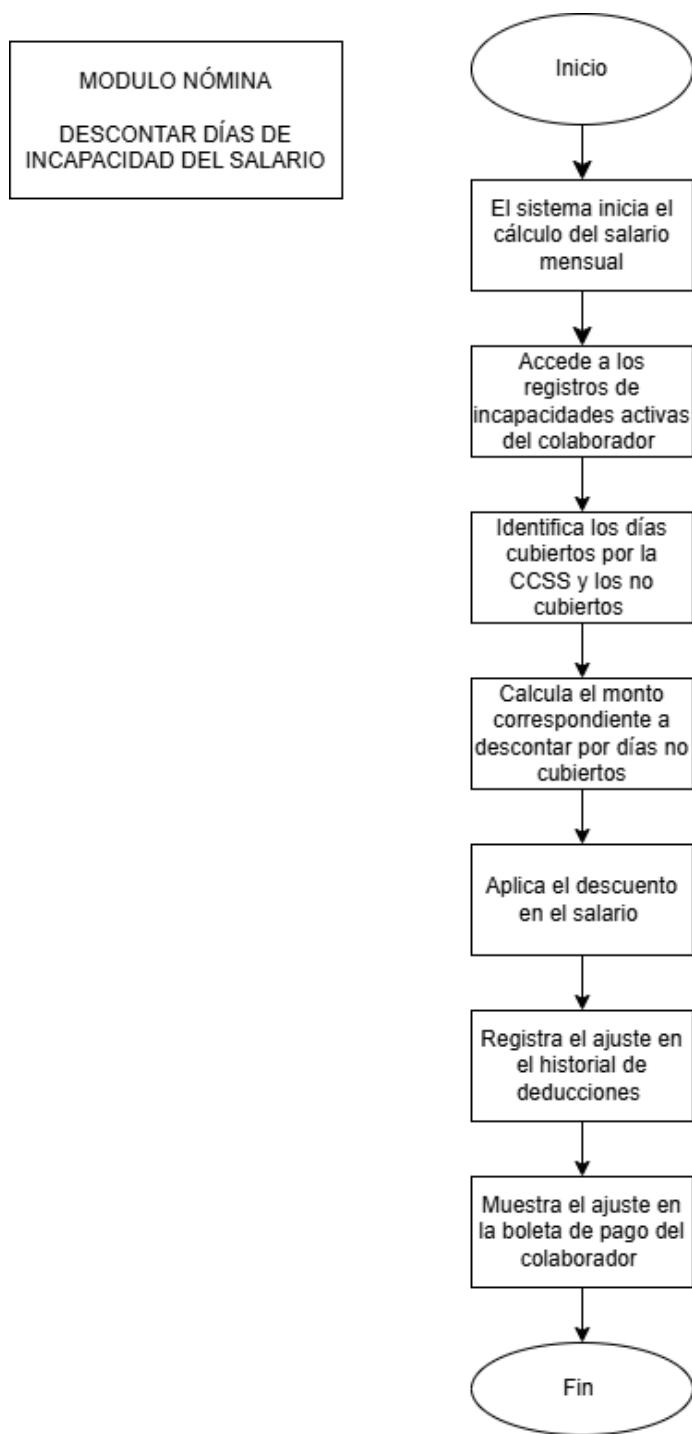 MODULO NÓMINA
DESCONTAR DÍAS DE
INCAPACIDAD DEL SALARIO
Inicio
El sistema inicia el
cálculo del salario
mensual
Accede a los
registros de
incapacidades activas
del colaborador
Identifica los días
cubiertos por la
CCSS y los no
cubiertos
Calcula el monto
correspondiente a
descontar por días no
cubiertos
Aplica el descuento
en el salario
Registra el ajuste en
el historial de
deducciones
Muestra el ajuste en
la boleta de pago del
colaborador
Fin